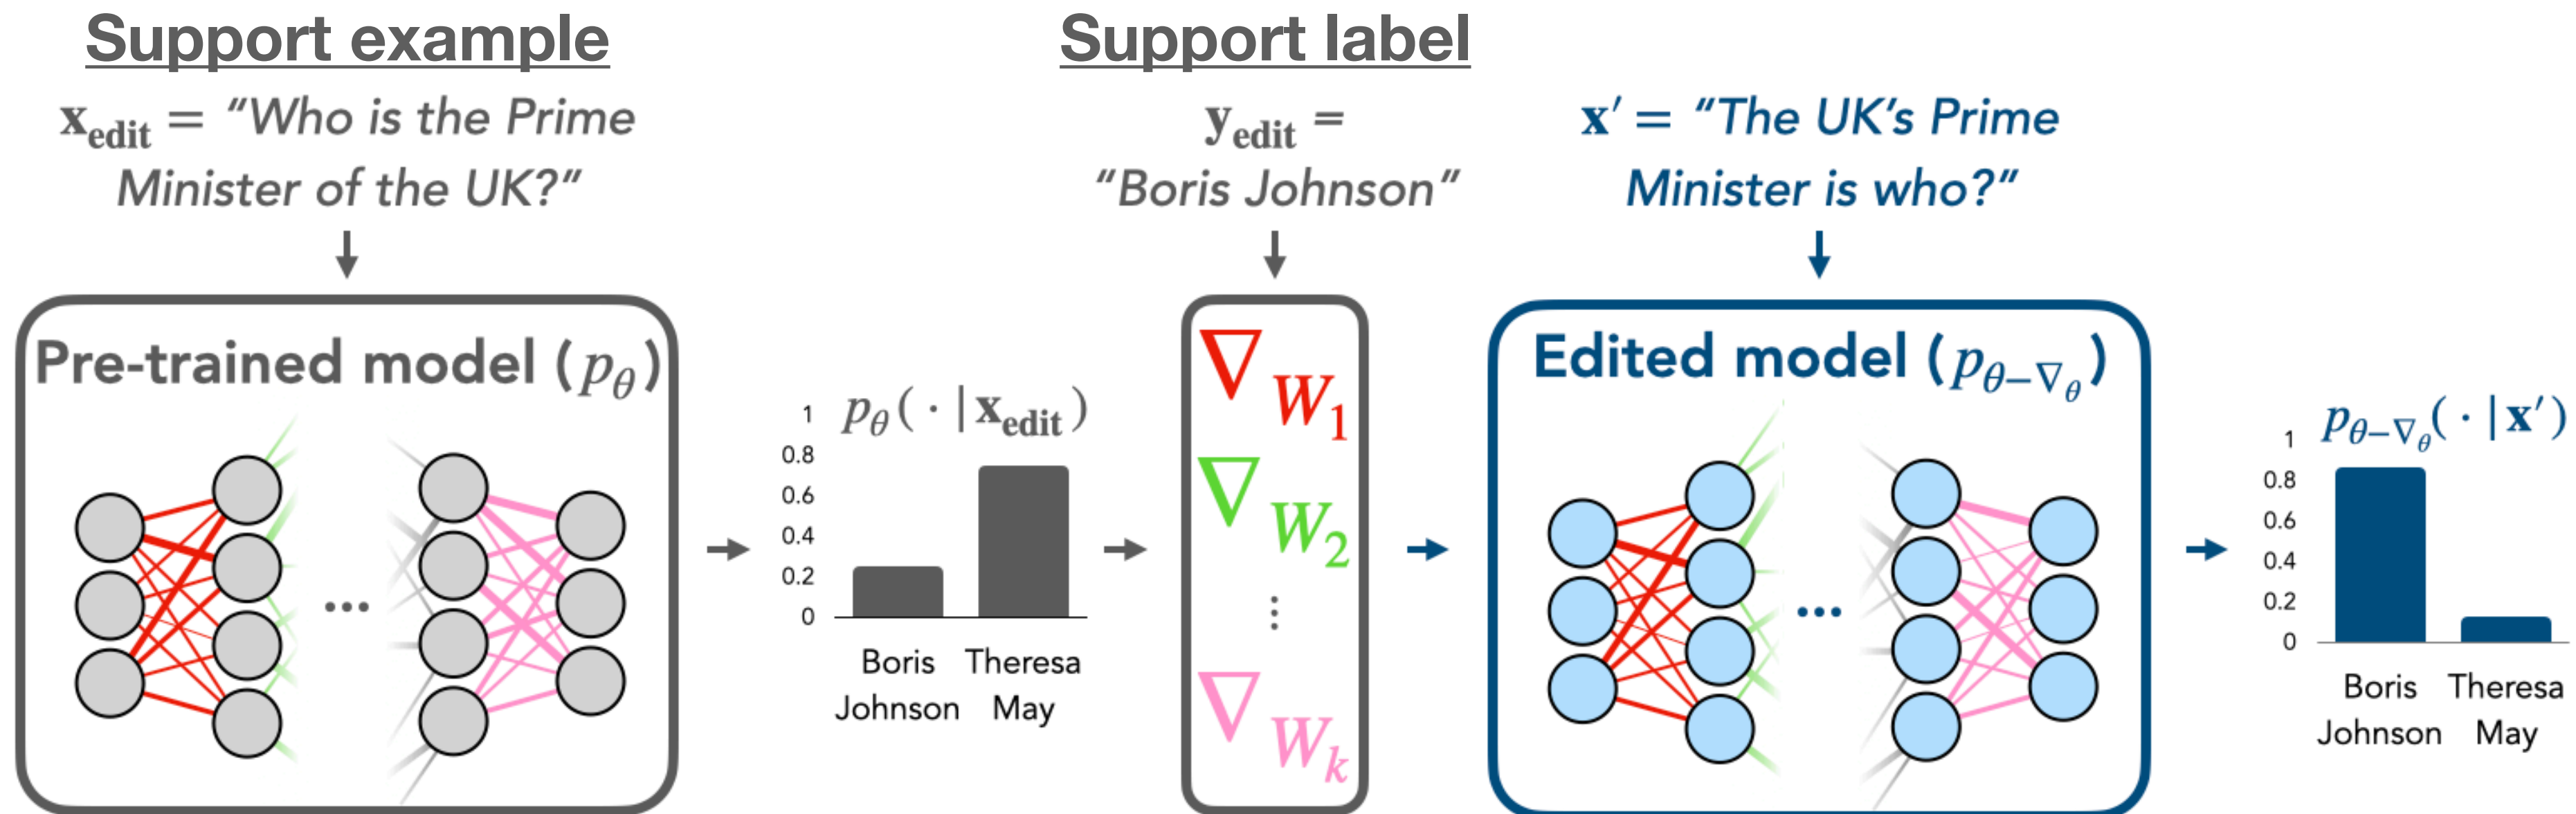 Support example
x_edit = "Who is the Prime
Minister of the UK?"
Pre-trained model (p_θ)
...
p_θ( · | x_edit )
1
0.8
0.6
0.4
0.2
0
Boris Theresa
Johnson May
Support label
y_edit =
"Boris Johnson"
∇_W_1
∇_W_2
⋮
∇_W_k
x′ = "The UK's Prime
Minister is who?"
Edited model (p_θ−∇_θ)
...
p_θ−∇_θ( · | x′)
1
0.8
0.6
0.4
0.2
0
Boris Theresa
Johnson May